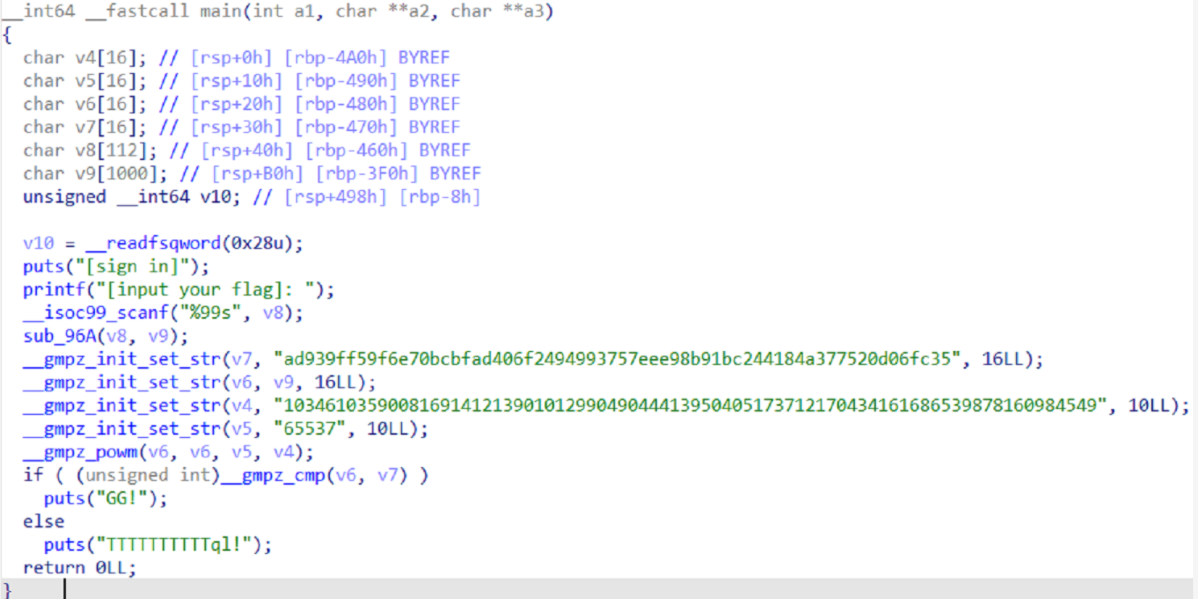 __int64 __fastcall main(int a1, char **a2, char **a3)
{
char v4[16]; // [rsp+0h] [rbp-4A0h] BYREF
char v5[16]; // [rsp+10h] [rbp-490h] BYREF
char v6[16]; // [rsp+20h] [rbp-480h] BYREF
char v7[16]; // [rsp+30h] [rbp-470h] BYREF
char v8[112]; // [rsp+40h] [rbp-460h] BYREF
char v9[1000]; // [rsp+B0h] [rbp-3F0h] BYREF
unsigned __int64 v10; // [rsp+498h] [rbp-8h]
v10 = __readfsqword(0x28u);
puts("[sign in]");
printf("[input your flag]: ");
__isoc99_scanf("%99s", v8);
sub_96A(v8, v9);
__gmpz_init_set_str(v7, "ad939ff59f6e70bcbfad406f2494993757eee98b91bc244184a377520d06fc35", 16LL);
__gmpz_init_set_str(v6, v9, 16LL);
__gmpz_init_set_str(v4, "103461035900816914121390101299049044413950405173712170434161686539878160984549", 10LL);
__gmpz_init_set_str(v5, "65537", 10LL);
__gmpz_powm(v6, v6, v5, v4);
if ( (unsigned int)__gmpz_cmp(v6, v7) )
puts("GG!");
else
puts("TTTTTTTTTTql!");
return 0LL;
}